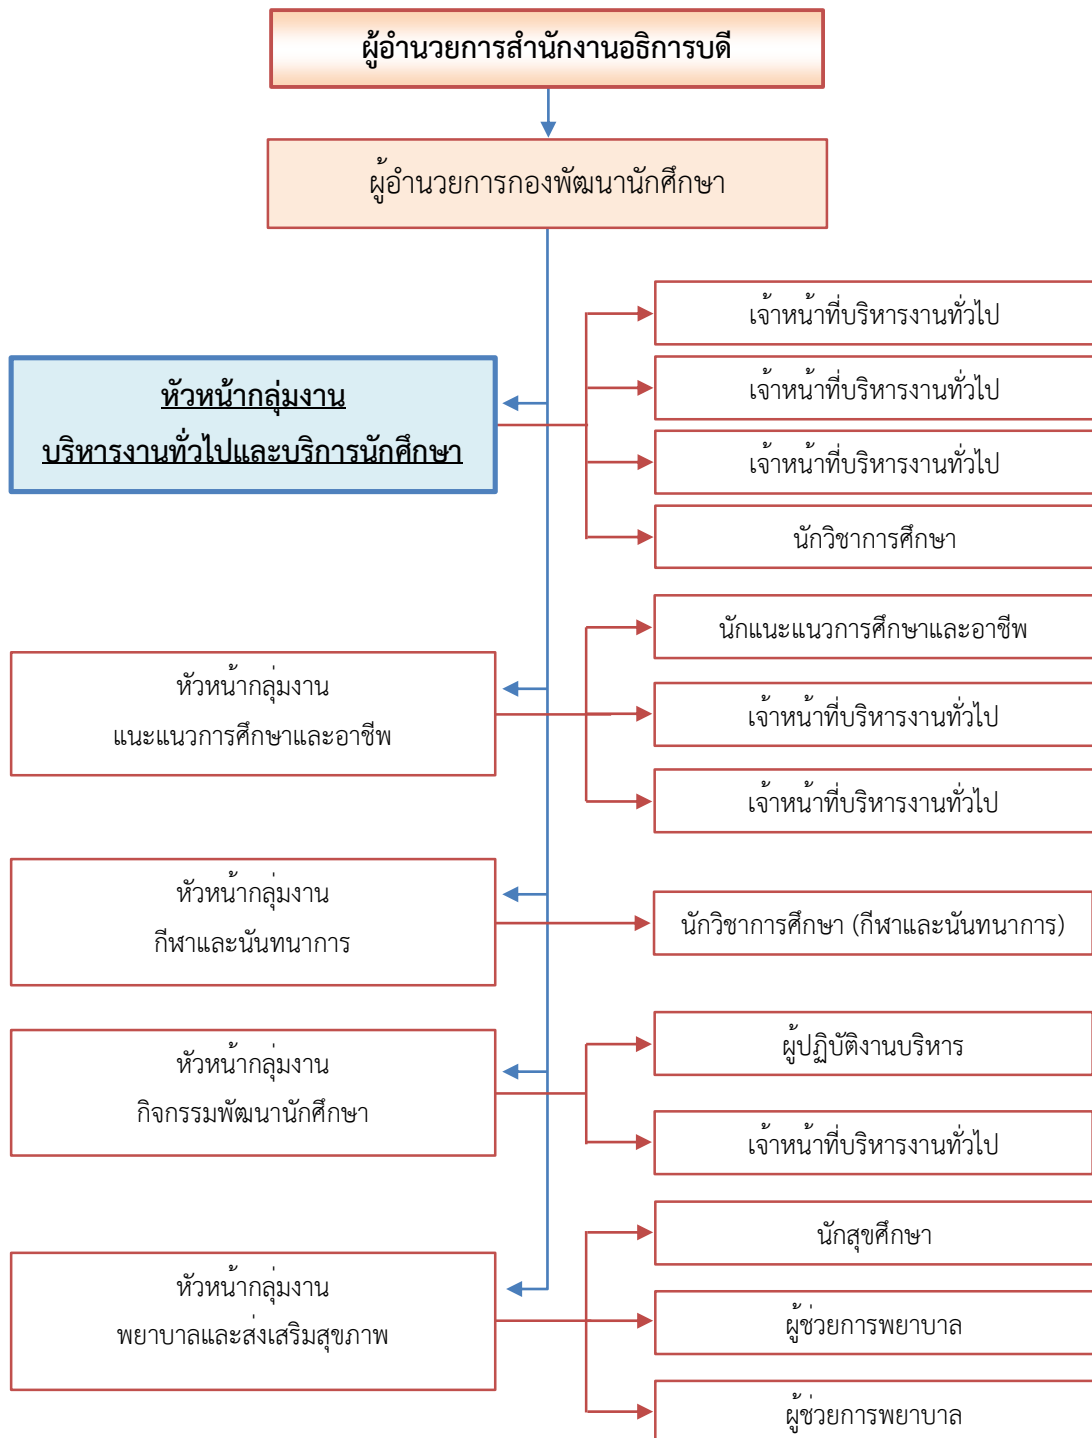 ผู้อำนวยการสำนักงานอธิการบดี
ผู้อำนวยการกองพัฒนานักศึกษา
หัวหน้ากลุ่มงาน
บริหารงานทั่วไปและบริการนักศึกษา
เจ้าหน้าที่บริหารงานทั่วไป
เจ้าหน้าที่บริหารงานทั่วไป
เจ้าหน้าที่บริหารงานทั่วไป
นักวิชาการศึกษา
หัวหน้ากลุ่มงาน
แนะแนวการศึกษาและอาชีพ
นักแนะแนวการศึกษาและอาชีพ
เจ้าหน้าที่บริหารงานทั่วไป
เจ้าหน้าที่บริหารงานทั่วไป
หัวหน้ากลุ่มงาน
กีฬาและนันทนาการ
นักวิชาการศึกษา (กีฬาและนันทนาการ)
หัวหน้ากลุ่มงาน
กิจกรรมพัฒนานักศึกษา
ผู้ปฏิบัติงานบริหาร
เจ้าหน้าที่บริหารงานทั่วไป
หัวหน้ากลุ่มงาน
พยาบาลและส่งเสริมสุขภาพ
นักสุขศึกษา
ผู้ช่วยการพยาบาล
ผู้ช่วยการพยาบาล